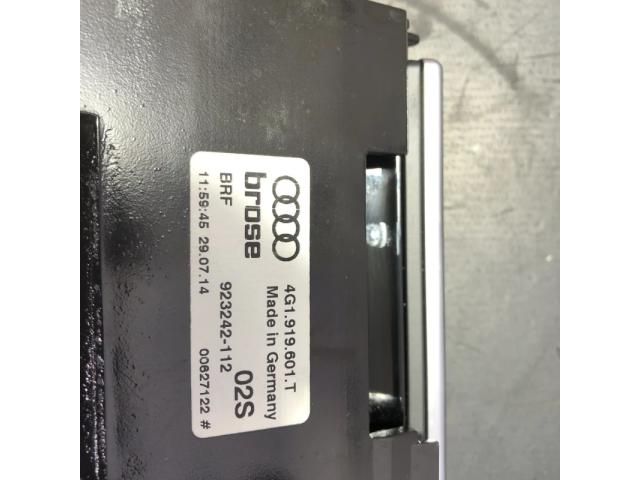 4G1.919.601.T
Made in Germany
brose
02S
BRF
923242-112
11:59:45 29.07.14
00627122 #